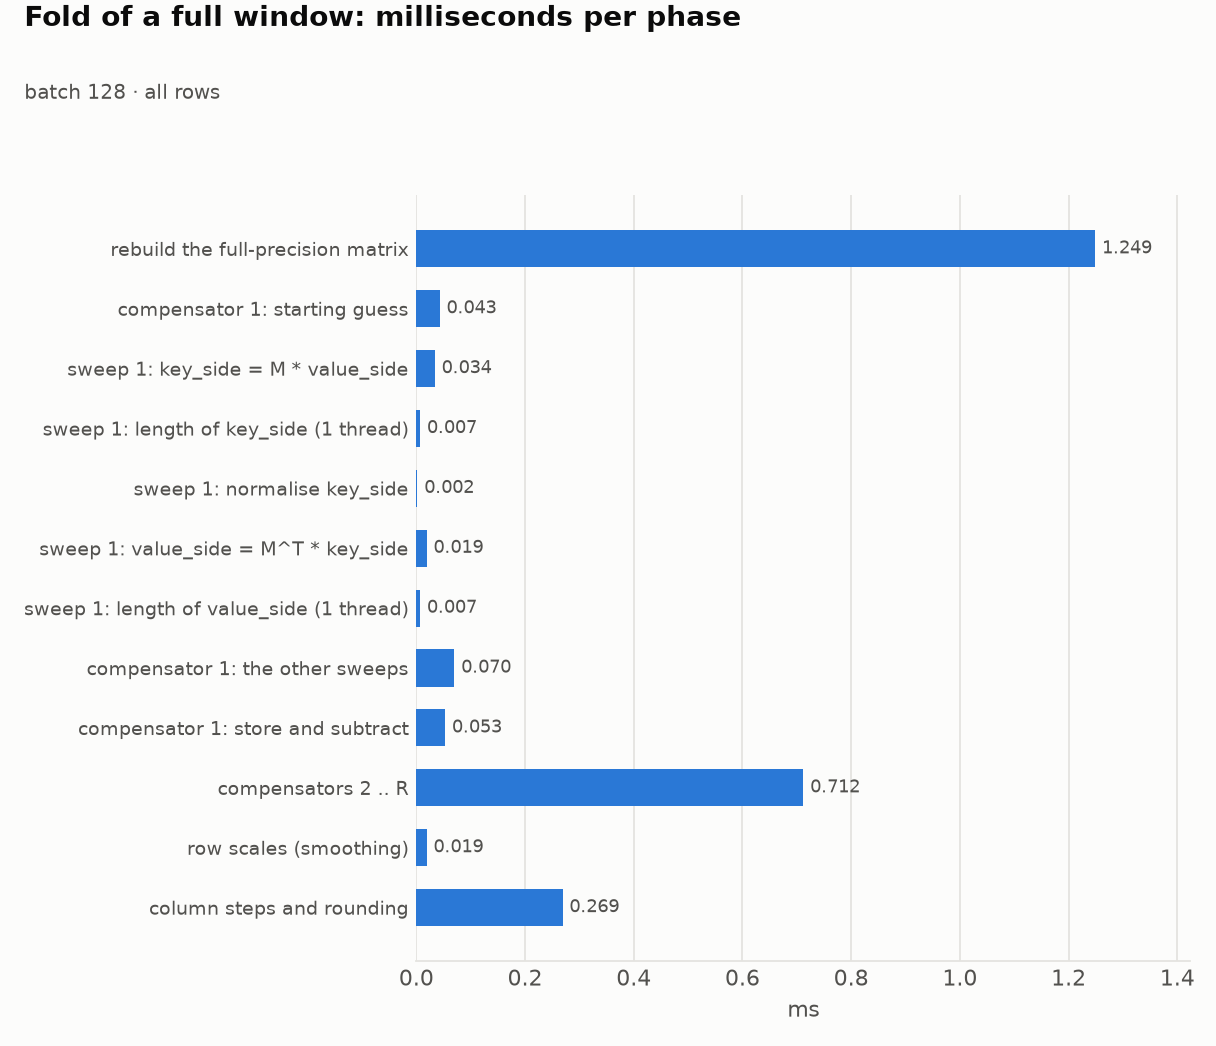 Fold of a full window: milliseconds per phase
batch 128 · all rows
rebuild the full-precision matrix 1.249
compensator 1: starting guess 0.043
sweep 1: key_side = M * value_side 0.034
sweep 1: length of key_side (1 thread) 0.007
sweep 1: normalise key_side 0.002
sweep 1: value_side = M^T * key_side 0.019
sweep 1: length of value_side (1 thread) 0.007
compensator 1: the other sweeps 0.070
compensator 1: store and subtract 0.053
compensators 2 .. R 0.712
row scales (smoothing) 0.019
column steps and rounding 0.269
0.0 0.2 0.4 0.6 0.8 1.0 1.2 1.4
ms